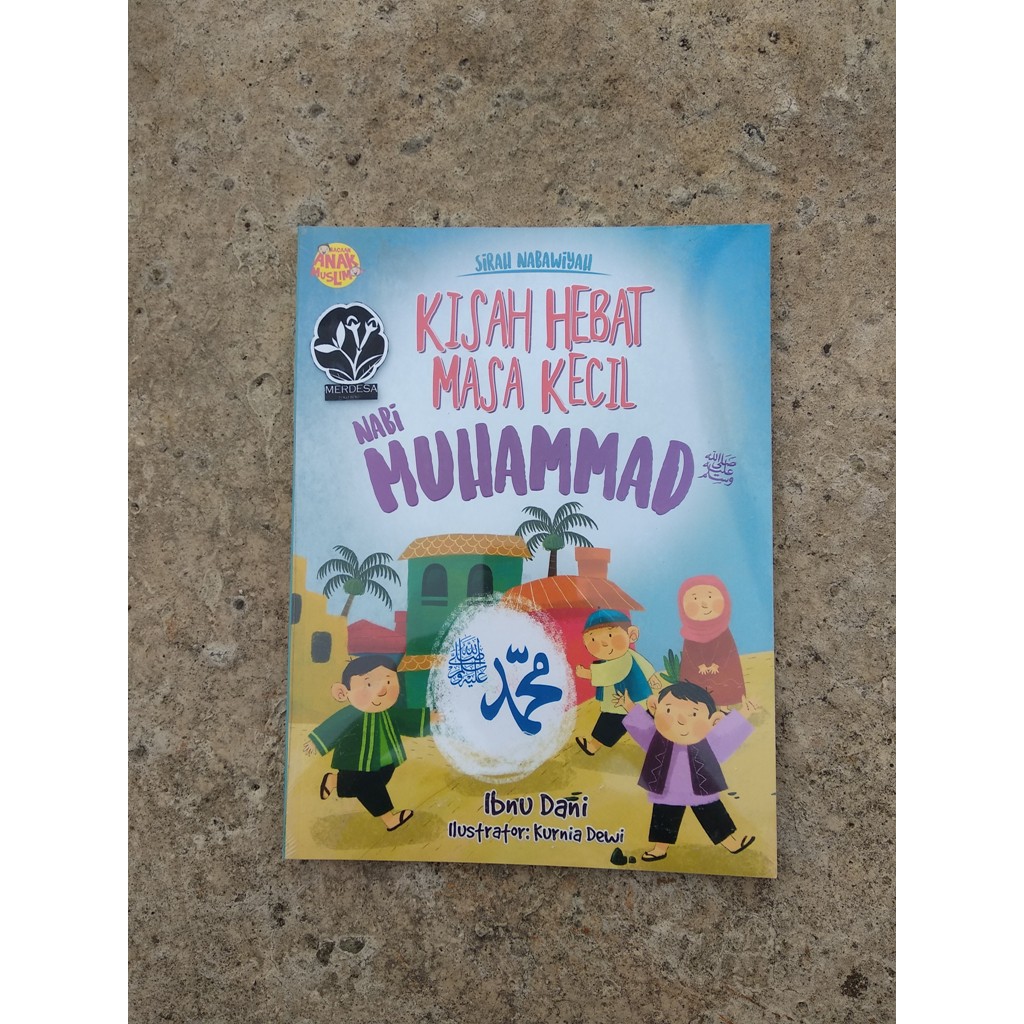 SIRAH NABAWIYAH
ANAK
MUSLIM
KISAH HEBAT
MASA KECIL
MERDESA
NABI
MUHAMMAD ﷺ
صلى الله عليه وسلم
محمد
Ibnu Dani
Ilustrator: Kurnia Dewi